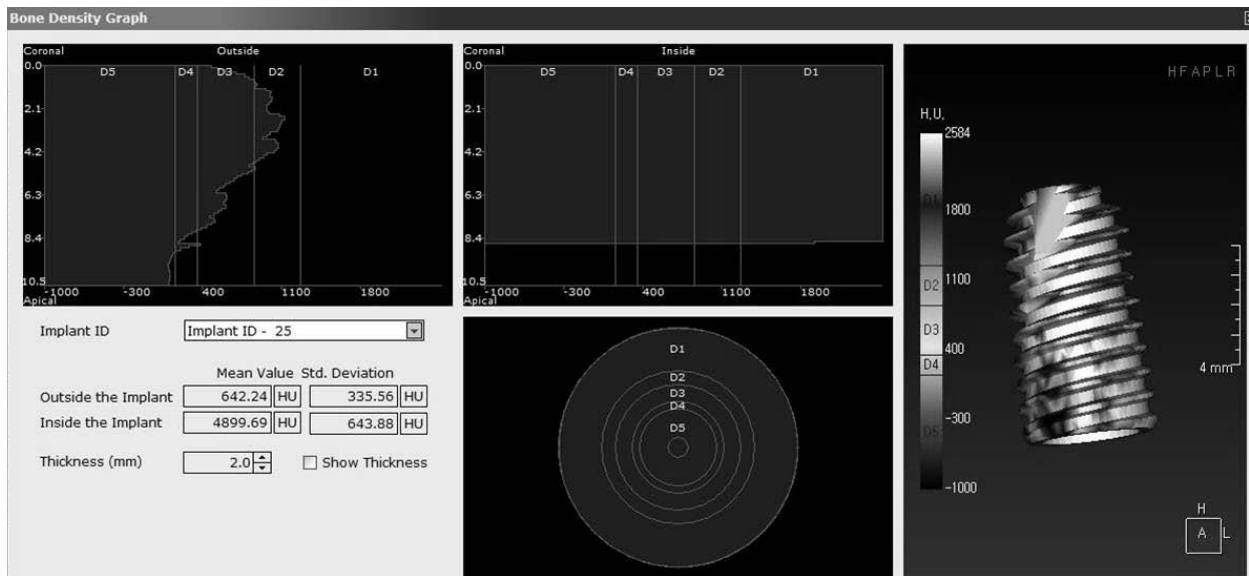 Bone Density Graph
Coronal Outside
D5 D4 D3 D2 D1
0.0
2.1
4.2
6.3
8.4
10.5
-1000 -300 400 1100 1800
Apical
Coronal Inside
D5 D4 D3 D2 D1
0.0
2.1
4.2
6.3
8.4
10.5
-1000 -300 400 1100 1800
Apical
Implant ID Implant ID - 25
Mean Value Std. Deviation
Outside the Implant 642.24 HU 335.56 HU
Inside the Implant 4899.69 HU 643.88 HU
Thickness (mm) 2.0 Show Thickness
D1
D2
D3
D4
D5
H F A P L R
H.U.
2584
D1
1800
D2
1100
D3
400
D4
-300
D5
-1000
4 mm
H
A L